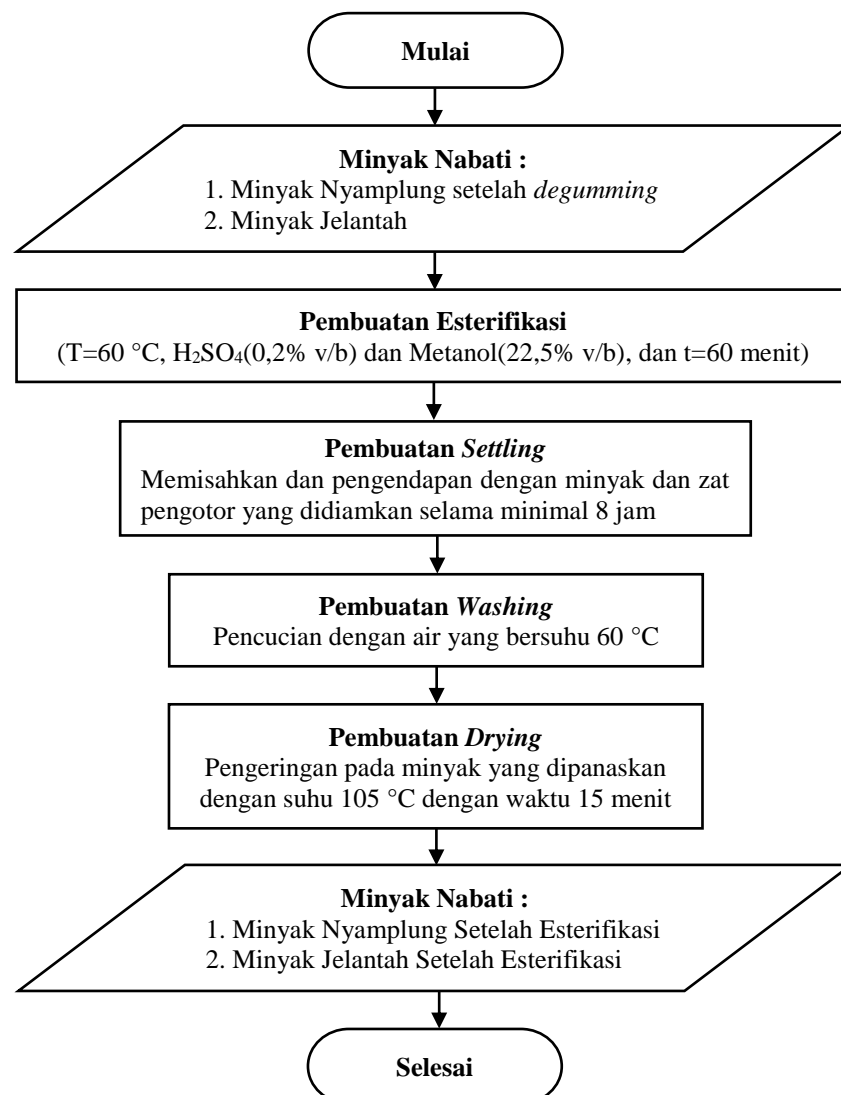 Mulai
Minyak Nabati :
1. Minyak Nyamplung setelah degumming
2. Minyak Jelantah
Pembuatan Esterifikasi
(T=60 °C, H₂SO₄(0,2% v/b) dan Metanol(22,5% v/b), dan t=60 menit)
Pembuatan Settling
Memisahkan dan pengendapan dengan minyak dan zat
pengotor yang didiamkan selama minimal 8 jam
Pembuatan Washing
Pencucian dengan air yang bersuhu 60 °C
Pembuatan Drying
Pengeringan pada minyak yang dipanaskan
dengan suhu 105 °C dengan waktu 15 menit
Minyak Nabati :
1. Minyak Nyamplung Setelah Esterifikasi
2. Minyak Jelantah Setelah Esterifikasi
Selesai